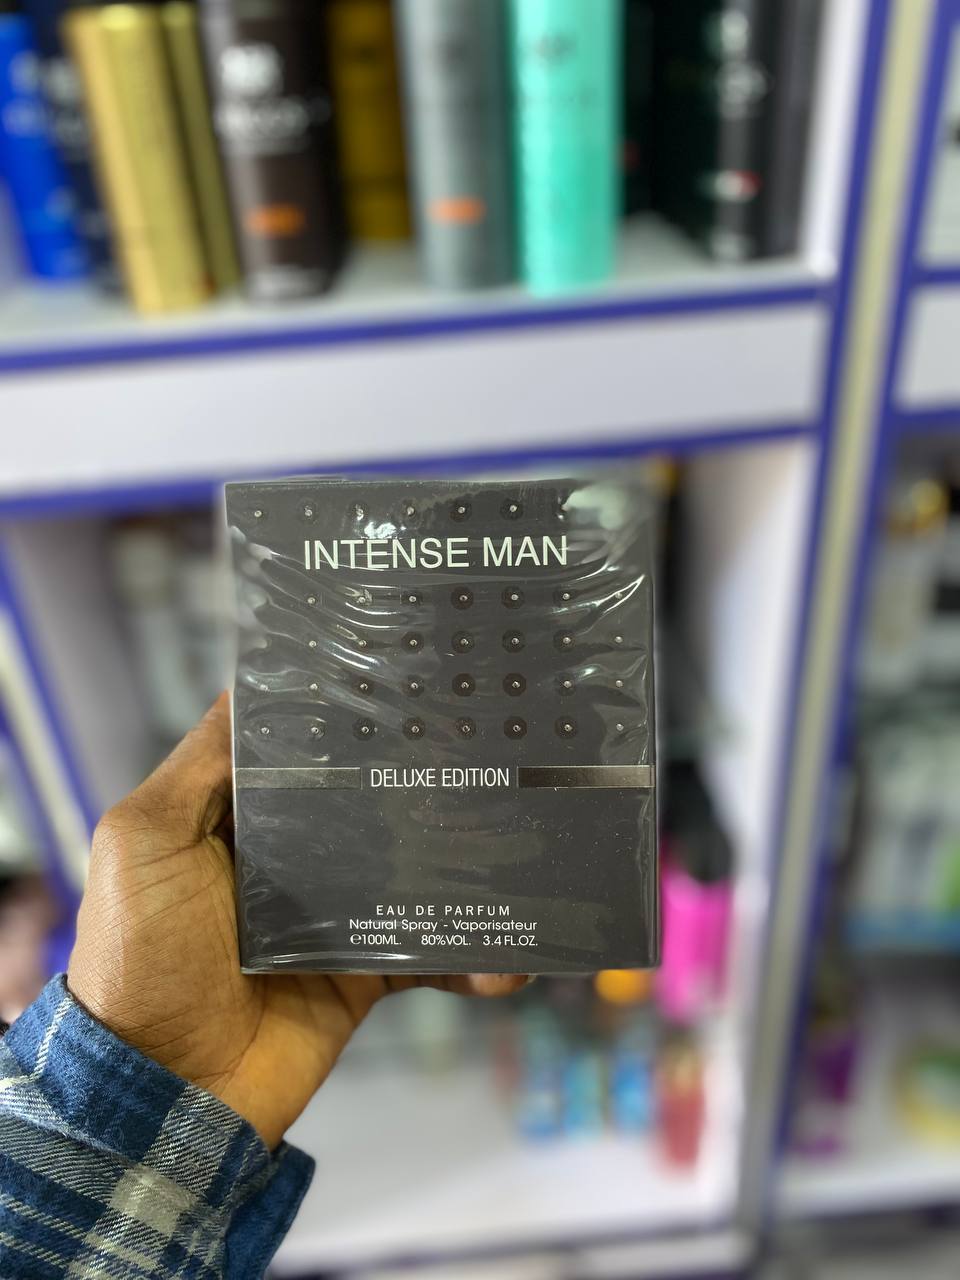 INTENSE MAN
DELUXE EDITION
EAU DE PARFUM
Natural Spray - Vaporisateur
℮100ML. 80%VOL. 3.4 FL.OZ.